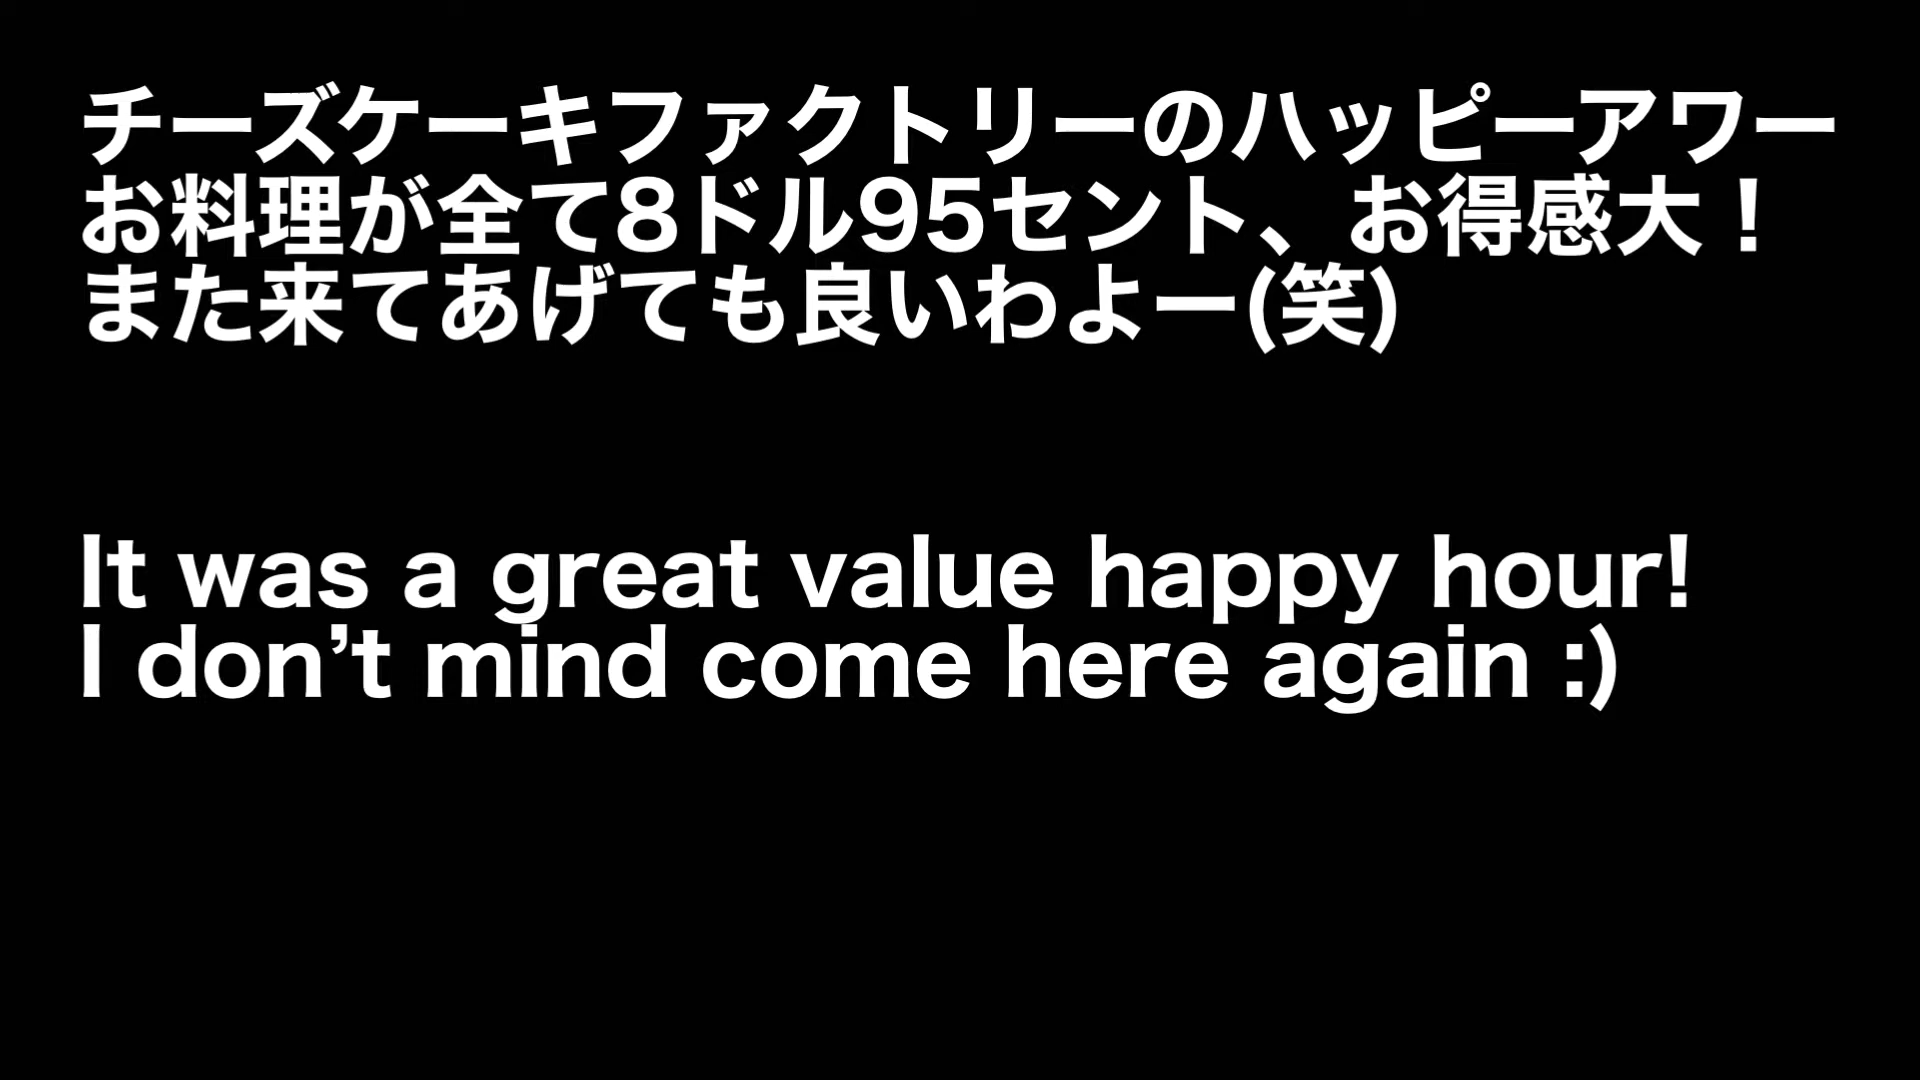 チーズケーキファクトリーのハッピーアワー
お料理が全て8ドル95セント、お得感大！
また来てあげても良いわよー(笑)
It was a great value happy hour!
I don’t mind come here again :)